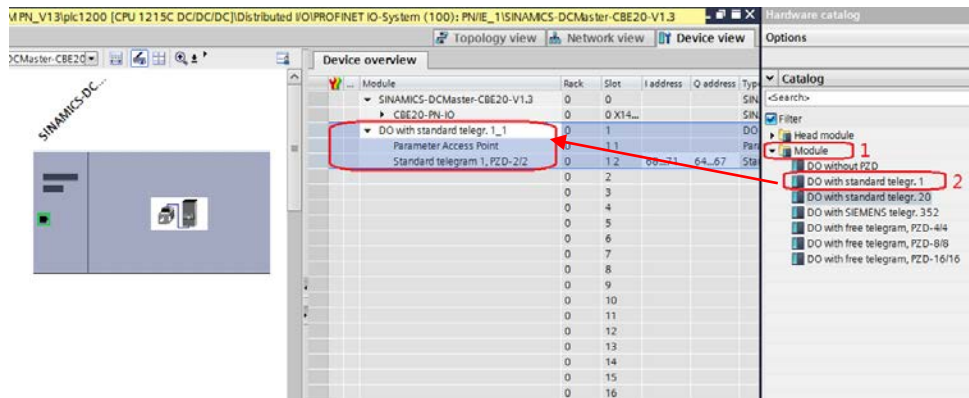 M PN_V13\plc1200 [CPU 1215C DC/DC/DC]\Distributed I/O\PROFINET IO-System (100): PN/IE_1\SINAMICS-DCMaster-CBE20-V1.3
Hardware catalog
Topology view Network view Device view
Options
DCMaster-CBE20
Device overview
Module Rack Slot I address Q address Type
SINAMICS-DCMaster-CBE20-V1.3 0 0 SIN
CBE20-PN-IO 0 0 X14... SIN
DO with standard telegr. 1_1 0 1 DO
Parameter Access Point 0 1 1 Par
Standard telegram 1, PZD-2/2 0 1 2 68...71 64...67 Sta
0 2
0 3
0 4
0 5
0 6
0 7
0 8
0 9
0 10
0 11
0 12
0 13
0 14
0 15
0 16
SINAMICS-DC...
Catalog
<Search>
Filter
Head module
Module 1
DO without PZD
DO with standard telegr. 1 2
DO with standard telegr. 20
DO with SIEMENS telegr. 352
DO with free telegram, PZD-4/4
DO with free telegram, PZD-8/8
DO with free telegram, PZD-16/16